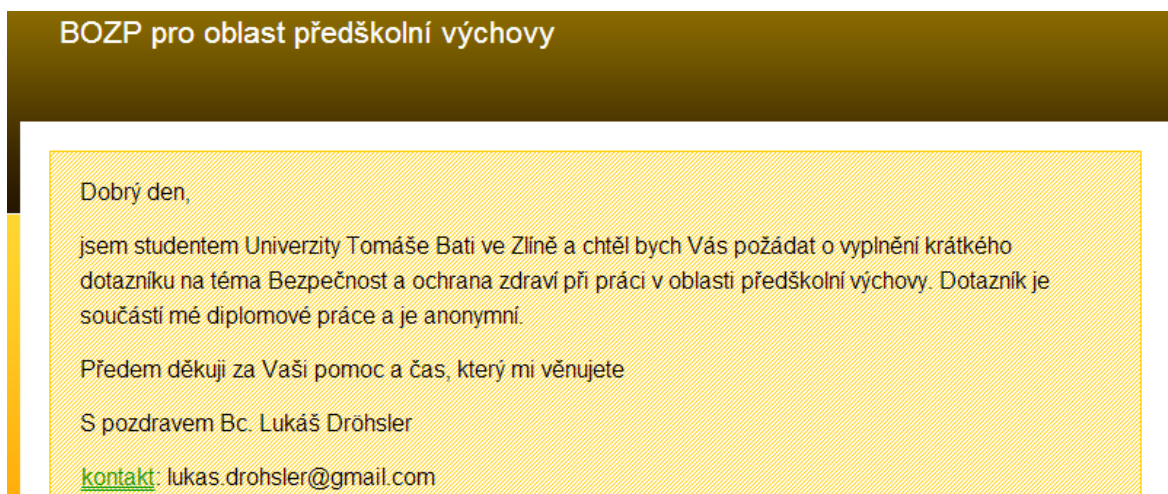 BOZP pro oblast předškolní výchovy
Dobrý den,
jsem studentem Univerzity Tomáše Bati ve Zlíně a chtěl bych Vás požádat o vyplnění krátkého
dotazníku na téma Bezpečnost a ochrana zdraví při práci v oblasti předškolní výchovy. Dotazník je
součástí mé diplomové práce a je anonymní.
Předem děkuji za Vaši pomoc a čas, který mi věnujete
S pozdravem Bc. Lukáš Dröhsler
kontakt: lukas.drohsler@gmail.com